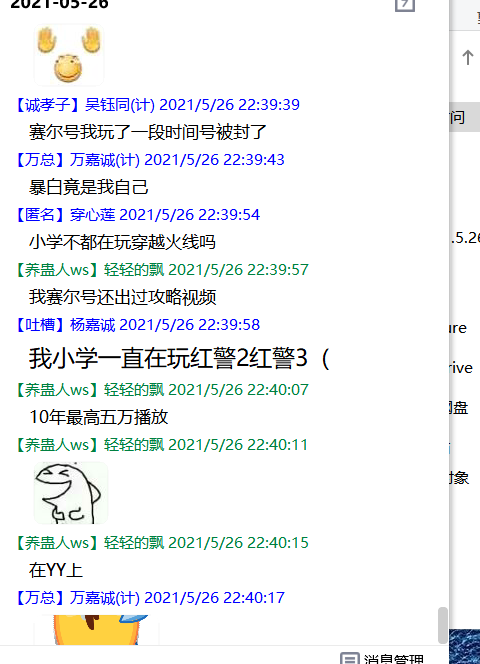 2021-05-26
【诚孝子】吴钰同(计) 2021/5/26 22:39:39
赛尔号我玩了一段时间号被封了
【万总】万嘉诚(计) 2021/5/26 22:39:43
暴白竟是我自己
【匿名】穿心莲 2021/5/26 22:39:54
小学不都在玩穿越火线吗
【养蛊人ws】轻轻的飘 2021/5/26 22:39:57
我赛尔号还出过攻略视频
【吐槽】杨嘉诚 2021/5/26 22:39:58
我小学一直在玩红警2红警3（
【养蛊人ws】轻轻的飘 2021/5/26 22:40:07
10年最高五万播放
【养蛊人ws】轻轻的飘 2021/5/26 22:40:11
【养蛊人ws】轻轻的飘 2021/5/26 22:40:15
在YY上
【万总】万嘉诚(计) 2021/5/26 22:40:17
消息管理
问
.5.26
ure
rive
网盘
对象